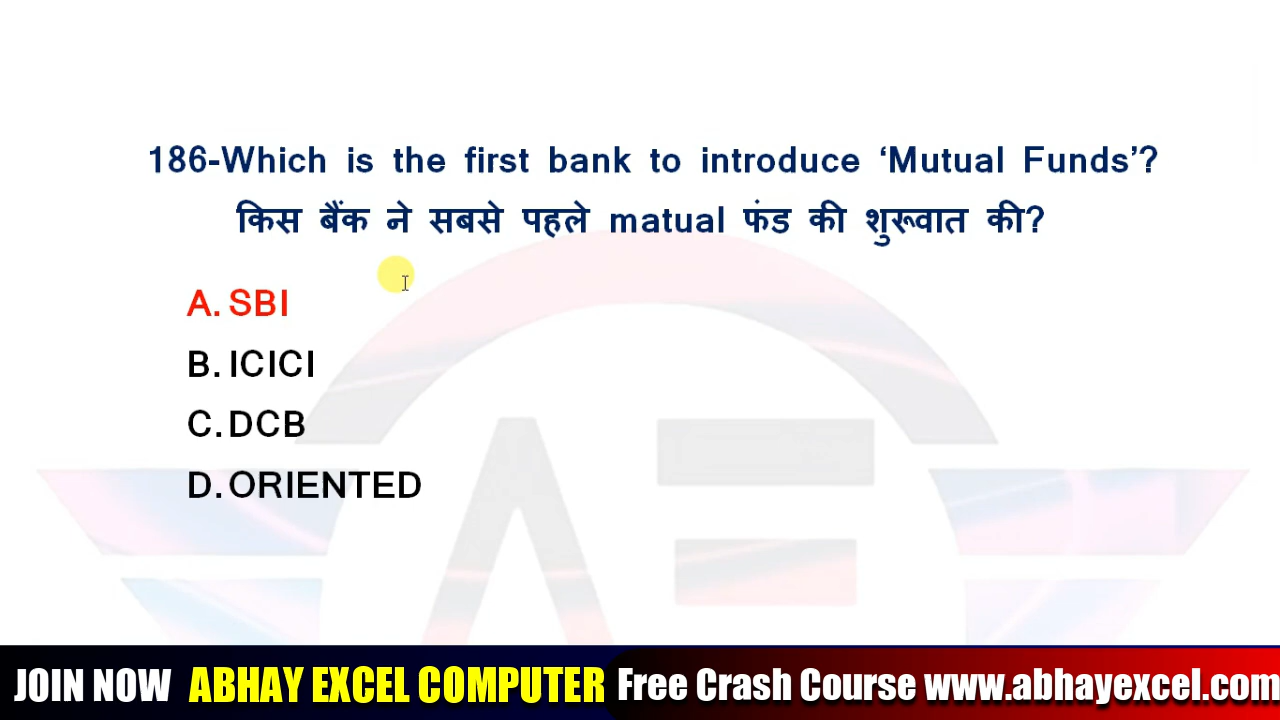 186-Which is the first bank to introduce ‘Mutual Funds’?
किस बैंक ने सबसे पहले matual फंड की शुरूवात की?
A. SBI
B. ICICI
C. DCB
D. ORIENTED
JOIN NOW ABHAY EXCEL COMPUTER Free Crash Course www.abhayexcel.com